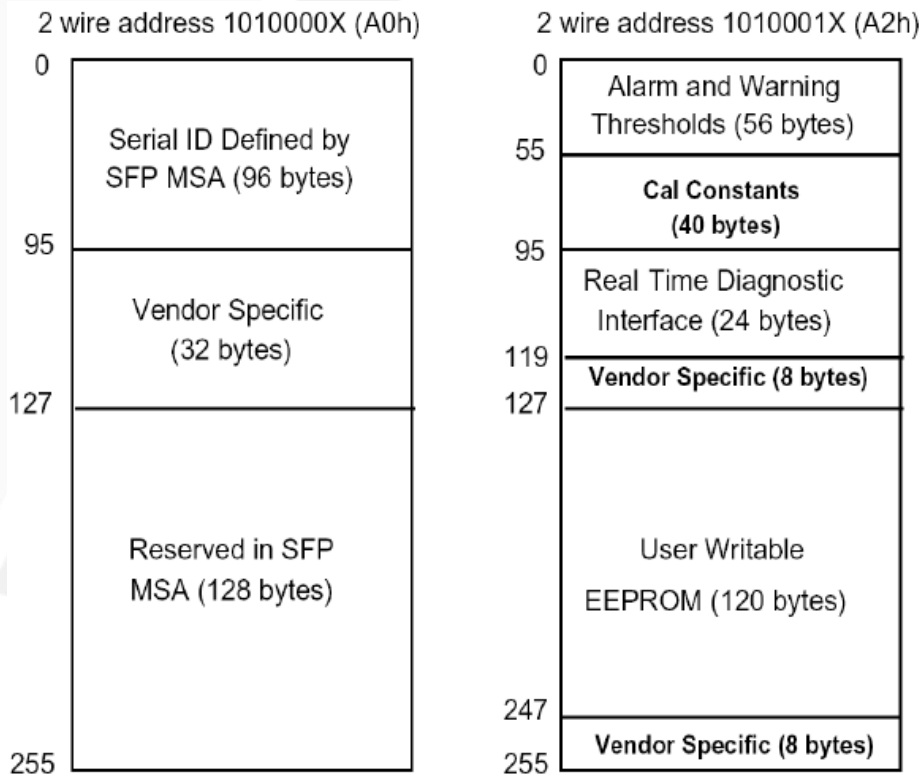 2 wire address 1010000X (A0h)
0
Serial ID Defined by
SFP MSA (96 bytes)
95
Vendor Specific
(32 bytes)
127
Reserved in SFP
MSA (128 bytes)
255
2 wire address 1010001X (A2h)
0
Alarm and Warning
Thresholds (56 bytes)
55
Cal Constants
(40 bytes)
95
Real Time Diagnostic
Interface (24 bytes)
119
Vendor Specific (8 bytes)
127
User Writable
EEPROM (120 bytes)
247
Vendor Specific (8 bytes)
255